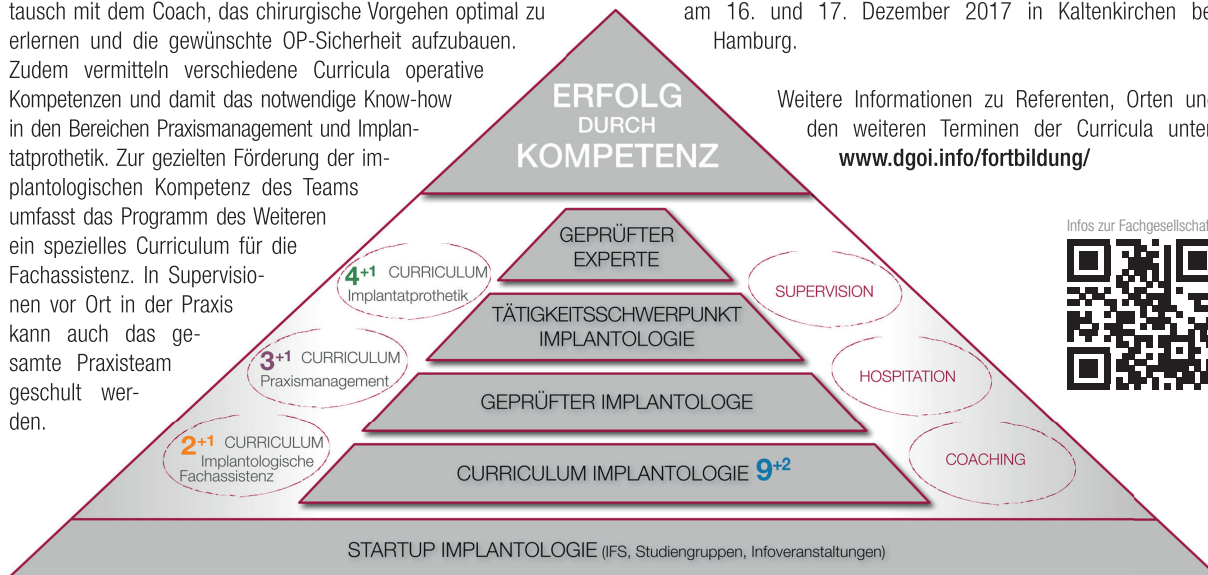 tausch mit dem Coach, das chirurgische Vorgehen optimal zu
erlernen und die gewünschte OP-Sicherheit aufzubauen.
Zudem vermitteln verschiedene Curricula operative
Kompetenzen und damit das notwendige Know-how
in den Bereichen Praxismanagement und Implan-
tatprothetik. Zur gezielten Förderung der im-
plantologischen Kompetenz des Teams
umfasst das Programm des Weiteren
ein spezielles Curriculum für die
Fachassistenz. In Supervisio-
nen vor Ort in der Praxis
kann auch das ge-
samte Praxisteam
geschult wer-
den.
am 16. und 17. Dezember 2017 in Kaltenkirchen be
Hamburg.
Weitere Informationen zu Referenten, Orten und
den weiteren Terminen der Curricula unter
www.dgoi.info/fortbildung/
Infos zur Fachgesellschaf
ERFOLG
DURCH
KOMPETENZ
GEPRÜFTER
EXPERTE
4+1 CURRICULUM
Implantatprothetik
SUPERVISION
TÄTIGKEITSSCHWERPUNKT
IMPLANTOLOGIE
3+1 CURRICULUM
Praxismanagement
HOSPITATION
GEPRÜFTER IMPLANTOLOGE
2+1 CURRICULUM
Implantologische
Fachassistenz
COACHING
CURRICULUM IMPLANTOLOGIE 9+2
STARTUP IMPLANTOLOGIE (IFS, Studiengruppen, Infoveranstaltungen)